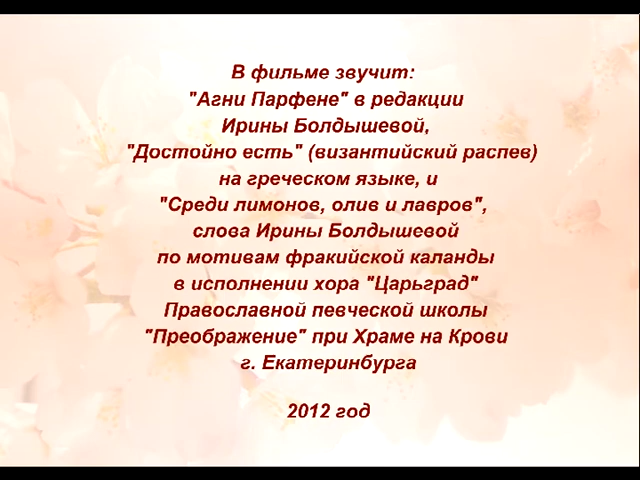 В фильме звучит:
"Агни Парфене" в редакции
Ирины Болдышевой,
"Достойно есть" (византийский распев)
на греческом языке, и
"Среди лимонов, олив и лавров",
слова Ирины Болдышевой
по мотивам фракийской каланды
в исполнении хора "Царьград"
Православной певческой школы
"Преображение" при Храме на Крови
г. Екатеринбурга
2012 год